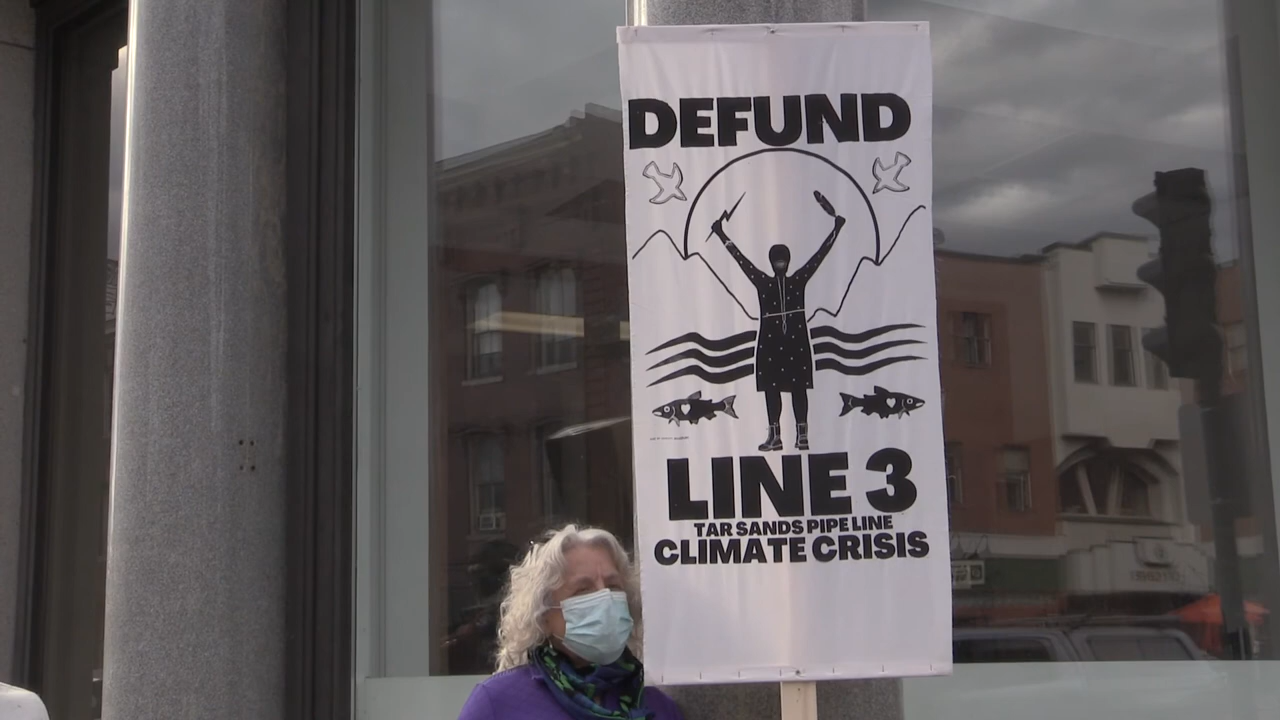 DEFUND
LINE 3
TAR SANDS PIPE LINE
CLIMATE CRISIS